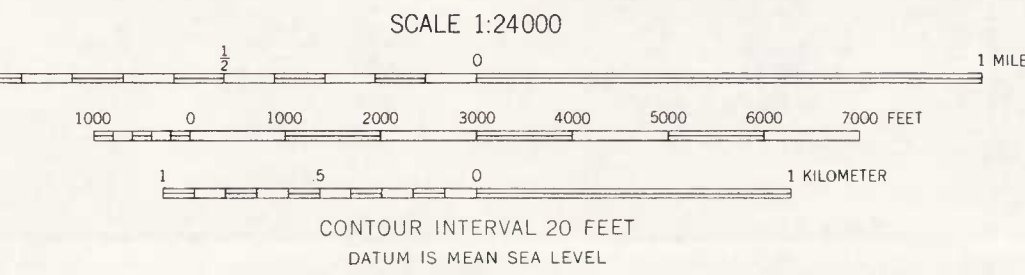 SCALE 1:24000
1/2 0 1 MILE
1000 0 1000 2000 3000 4000 5000 6000 7000 FEET
1 .5 0 1 KILOMETER
CONTOUR INTERVAL 20 FEET
DATUM IS MEAN SEA LEVEL